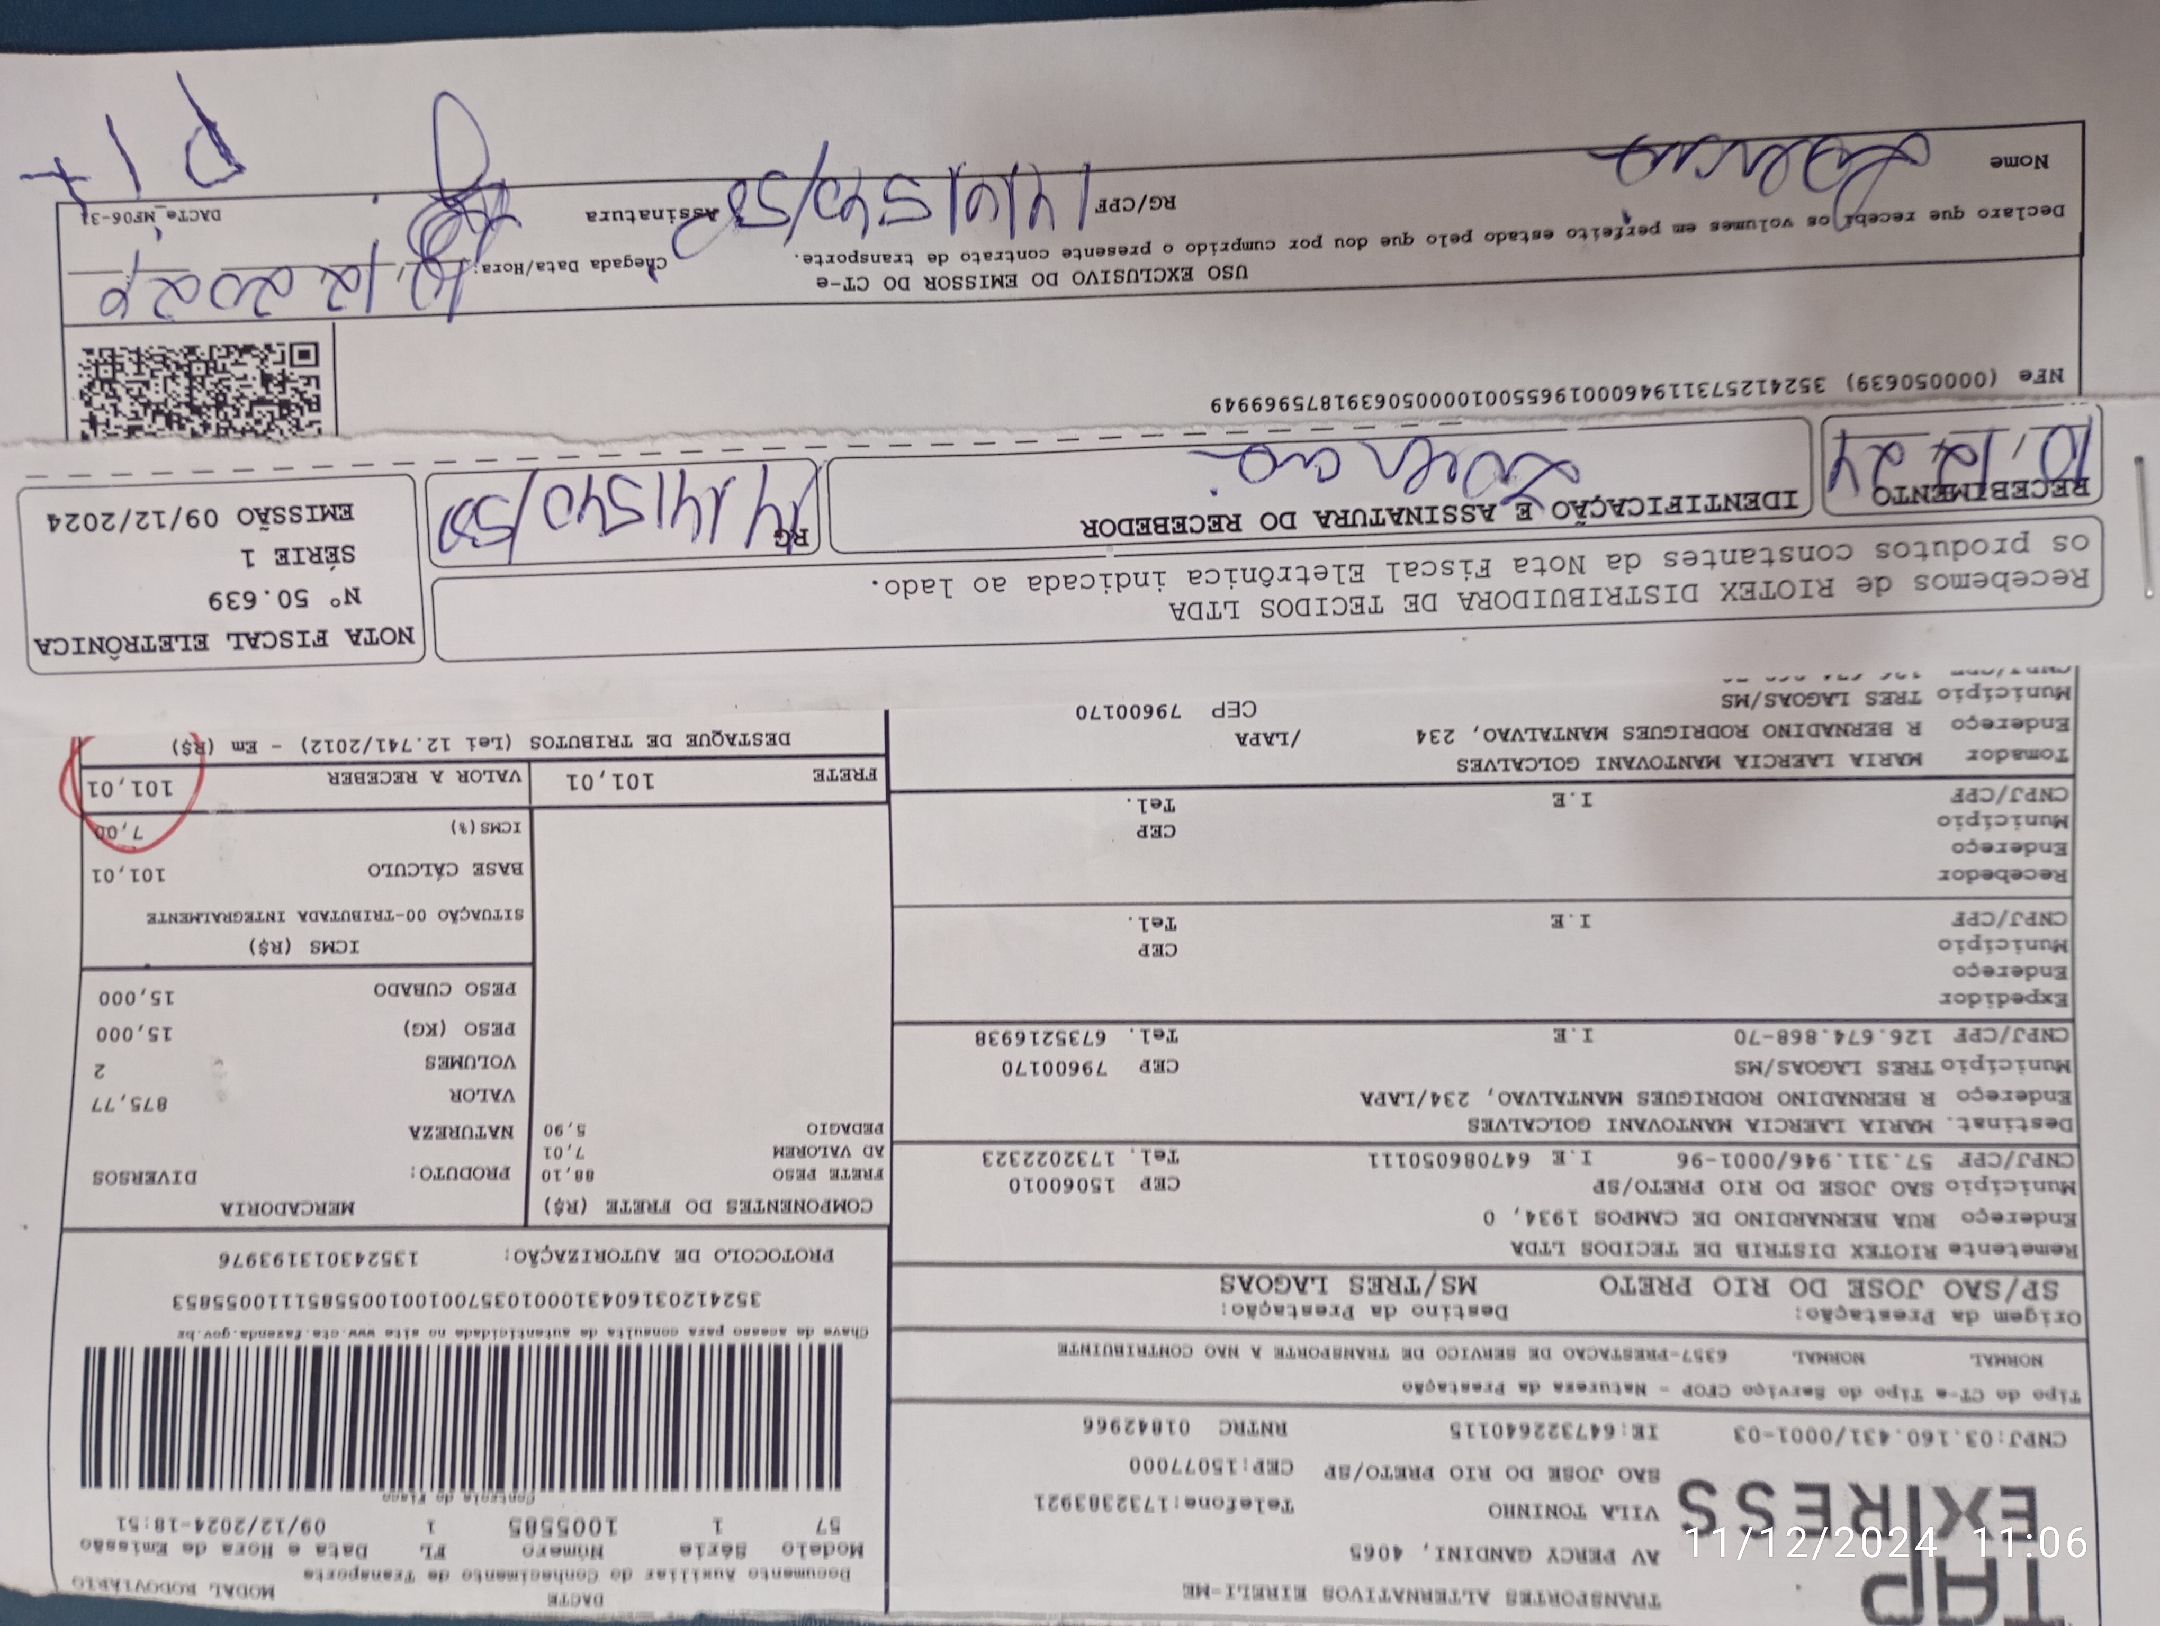 TAP
EXIRESS
TRANSPORTES ALTERNATIVOS EIRELI-ME
AV PERCY GANDINI, 4065
VILA TONINHO Telefone:1732383921
SAO JOSE DO RIO PRETO/SP CEP:15077000
CNPJ:03.160.431/0001-03 IE:647322640115 RNTRC 01842966
DACTE
Documento Auxiliar do Conhecimento de Transporte
MODAL RODOVIÁRIO
Modelo Série Número FL Data e Hora de Emissão
57 1 1005585 1 09/12/2024-18:51
Controle do Fisco
Chave de acesso para consulta de autenticidade no site www.cte.fazenda.gov.br
35241203160431000103570010010055851110055853
PROTOCOLO DE AUTORIZAÇÃO: 135243013193976
Tipo do CT-e Tipo do Serviço CFOP - Natureza da Prestação
NORMAL NORMAL 6357-PRESTACAO DE SERVICO DE TRANSPORTE A NAO CONTRIBUINTE
Origem da Prestação: Destino da Prestação:
SP/SAO JOSE DO RIO PRETO MS/TRES LAGOAS
Remetente RIOTEX DISTRIB DE TECIDOS LTDA
Endereço RUA BERNARDINO DE CAMPOS 1934, 0
Município SAO JOSE DO RIO PRETO/SP CEP 15060010
CNPJ/CPF 57.311.946/0001-96 I.E 647086050111 Tel. 1732022323
Destinat. MARIA LAERCIA MANTOVANI GOLCALVES
Endereço R BERNADINO RODRIGUES MANTALVAO, 234/LAPA
Município TRES LAGOAS/MS CEP 79600170
CNPJ/CPF 126.674.868-70 I.E Tel. 6735216938
Expedidor
Endereço
Município CEP
CNPJ/CPF I.E Tel.
Recebedor
Endereço
Município CEP
CNPJ/CPF I.E Tel.
Tomador MARIA LAERCIA MANTOVANI GOLCALVES
Endereço R BERNADINO RODRIGUES MANTALVAO, 234 /LAPA
Município TRES LAGOAS/MS CEP 79600170
CNPJ/CPF
COMPONENTES DO FRETE (R$)
FRETE PESO 88,10
AD VALOREM 7,01
PEDAGIO 5,90
MERCADORIA
PRODUTO: DIVERSOS
NATUREZA
VALOR 875,77
VOLUMES 2
PESO (KG) 15,000
PESO CUBADO 15,000
ICMS (R$)
SITUAÇÃO 00-TRIBUTADA INTEGRALMENTE
BASE CÁLCULO 101,01
ICMS(%) 7,00
FRETE 101,01 VALOR A RECEBER 101,01
DESTAQUE DE TRIBUTOS (Lei 12.741/2012) - Em (R$)
Recebemos de RIOTEX DISTRIBUIDORA DE TECIDOS LTDA
os produtos constantes da Nota Fiscal Eletrônica indicada ao lado.
NOTA FISCAL ELETRÔNICA
Nº 50.639
SÉRIE 1
EMISSÃO 09/12/2024
RECEBIMENTO 10,12,24
IDENTIFICAÇÃO E ASSINATURA DO RECEBEDOR
RG 14141540/50
NFe (000050639) 35241257311946000196550010000506391875969949
USO EXCLUSIVO DO EMISSOR DO CT-e
Declaro que recebi os volumes em perfeito estado pelo que dou por cumprido o presente contrato de transporte.
Chegada Data/Hora:
Nome RG/CPF Assinatura
DACTe_MF06-3
11/12/2024 11:06